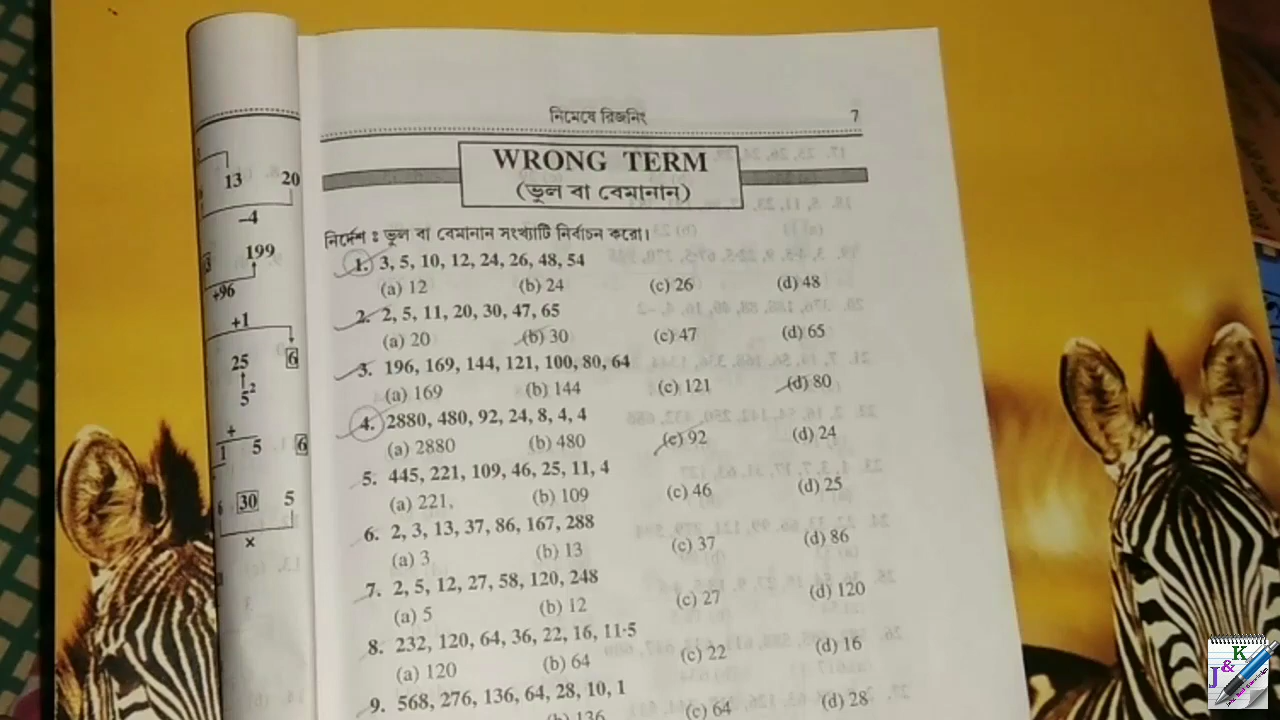 নিমেষে রিজনিং 7
WRONG TERM
(ভুল বা বেমানান)
নির্দেশ : ভুল বা বেমানান সংখ্যাটি নির্বাচন করো।
1. 3, 5, 10, 12, 24, 26, 48, 54
(a) 12 (b) 24 (c) 26 (d) 48
2. 2, 5, 11, 20, 30, 47, 65
(a) 20 (b) 30 (c) 47 (d) 65
3. 196, 169, 144, 121, 100, 80, 64
(a) 169 (b) 144 (c) 121 (d) 80
4. 2880, 480, 92, 24, 8, 4, 4
(a) 2880 (b) 480 (c) 92 (d) 24
5. 445, 221, 109, 46, 25, 11, 4
(a) 221, (b) 109 (c) 46 (d) 25
6. 2, 3, 13, 37, 86, 167, 288
(a) 3 (b) 13 (c) 37 (d) 86
7. 2, 5, 12, 27, 58, 120, 248
(a) 5 (b) 12 (c) 27 (d) 120
8. 232, 120, 64, 36, 22, 16, 11·5
(a) 120 (b) 64 (c) 22 (d) 16
9. 568, 276, 136, 64, 28, 10, 1
(b) 136 (c) 64 (d) 28
13 20
–4
199
+96
+1
25 6
5²
+
1 5 6
30 5
×
J & K